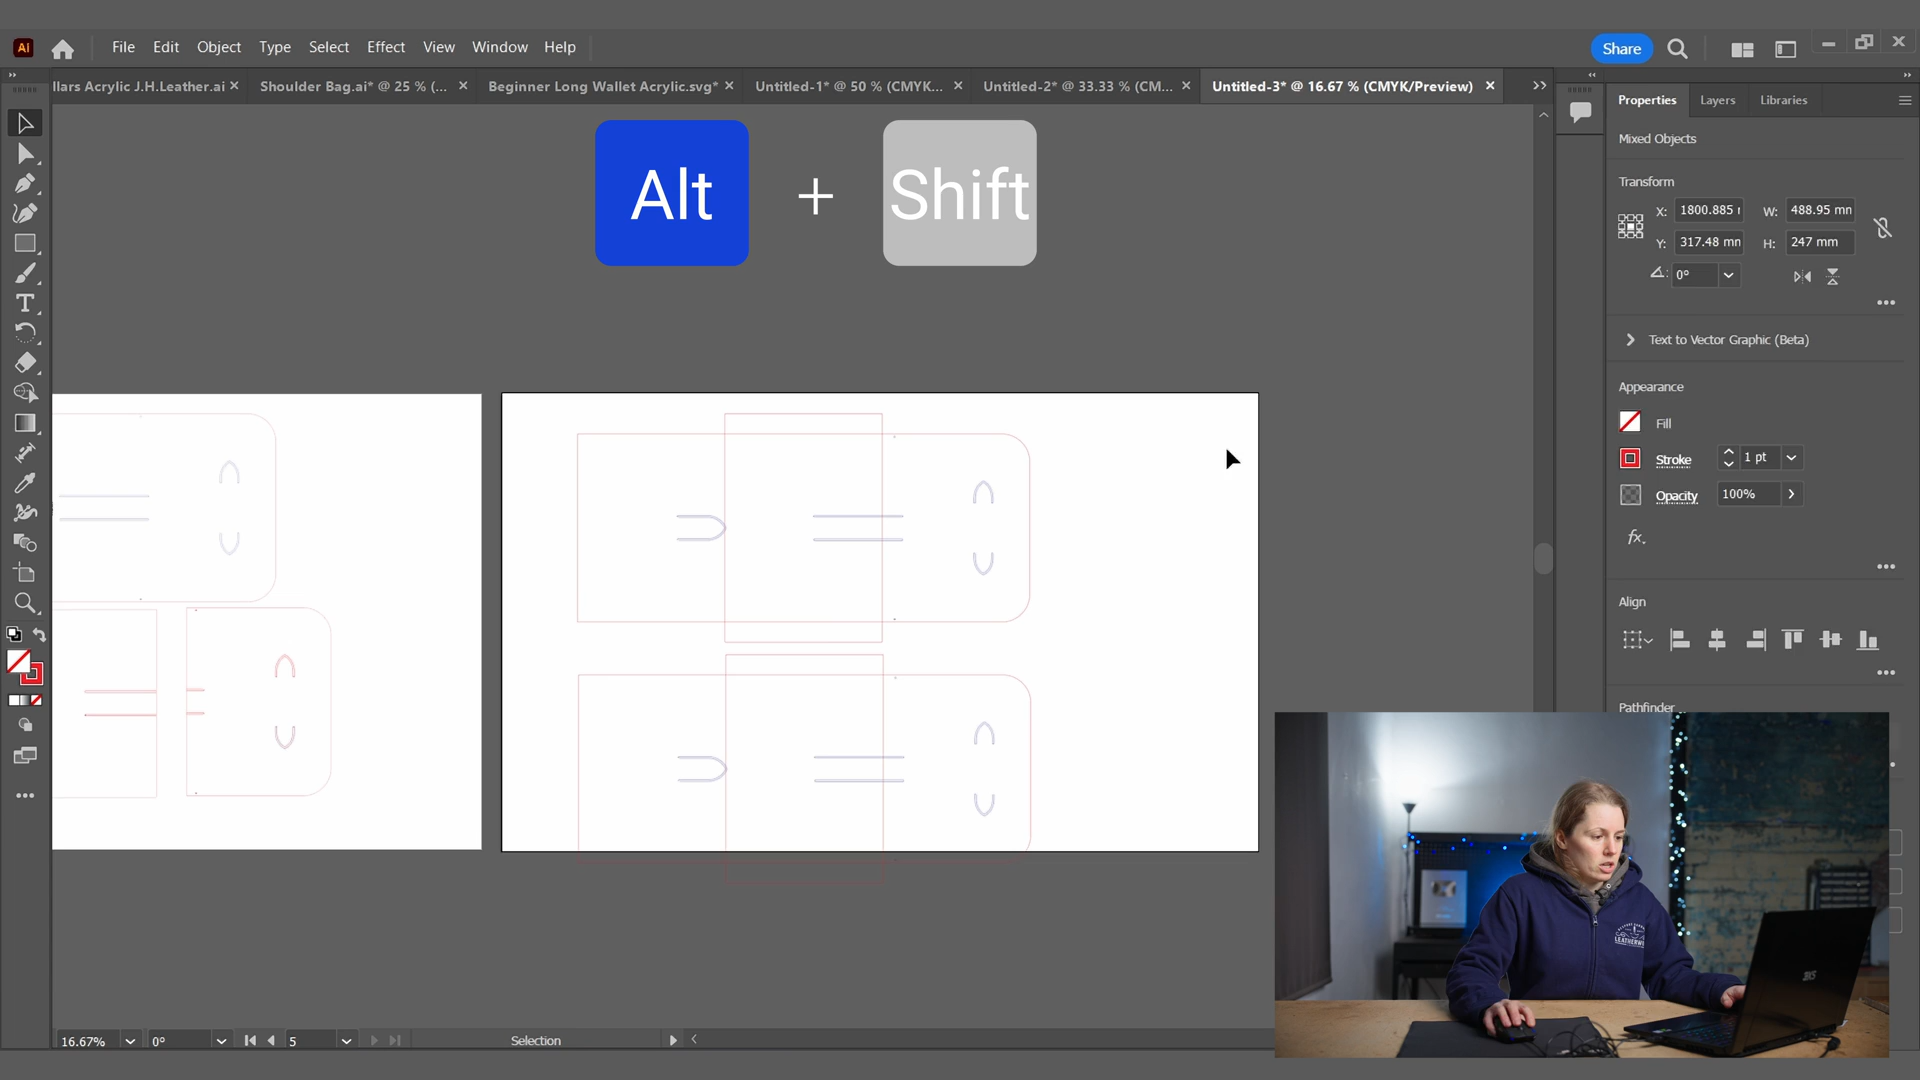 Ai
File Edit Object Type Select Effect View Window Help
Share
llars Acrylic J.H.Leather.ai × Shoulder Bag.ai* @ 25 % (... × Beginner Long Wallet Acrylic.svg* × Untitled-1* @ 50 % (CMYK... × Untitled-2* @ 33.33 % (CM... × Untitled-3* @ 16.67 % (CMYK/Preview) ×
Alt + Shift
Properties Layers Libraries
Mixed Objects
Transform
X: 1800.885 W: 488.95 mm
Y: 317.48 mm H: 247 mm
0°
Text to Vector Graphic (Beta)
Appearance
Fill
Stroke 1 pt
Opacity 100%
fx.
Align
Pathfinder
16.67% 0° 5 Selection